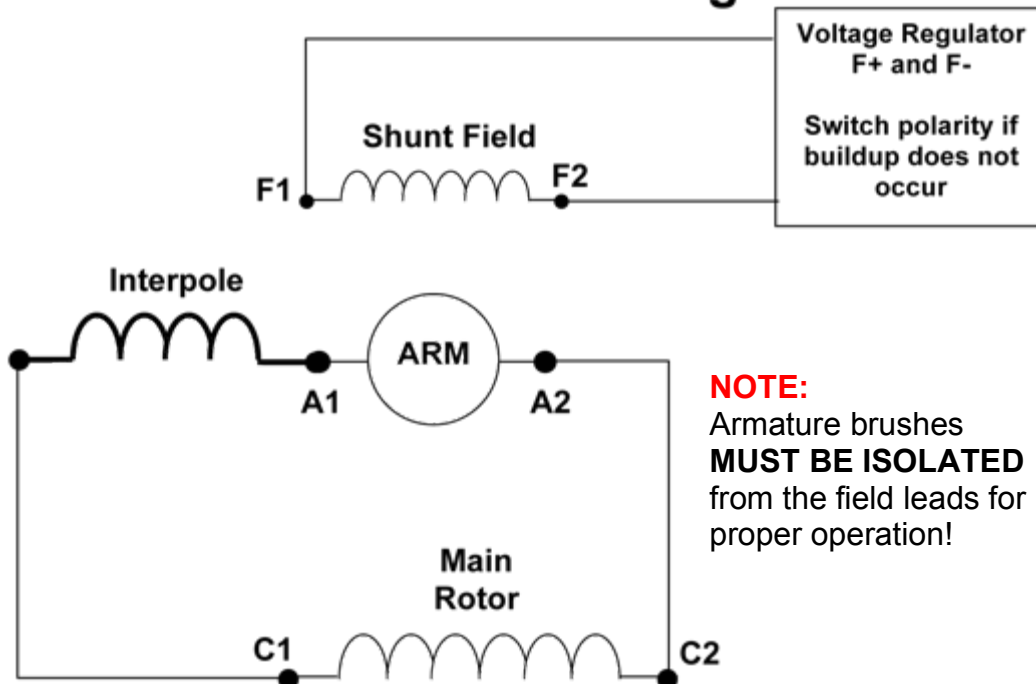 Voltage Regulator
F+ and F-
Switch polarity if
buildup does not
occur
Shunt Field
F1
F2
Interpole
ARM
A1
A2
NOTE:
Armature brushes
MUST BE ISOLATED
from the field leads for
proper operation!
Main
Rotor
C1
C2